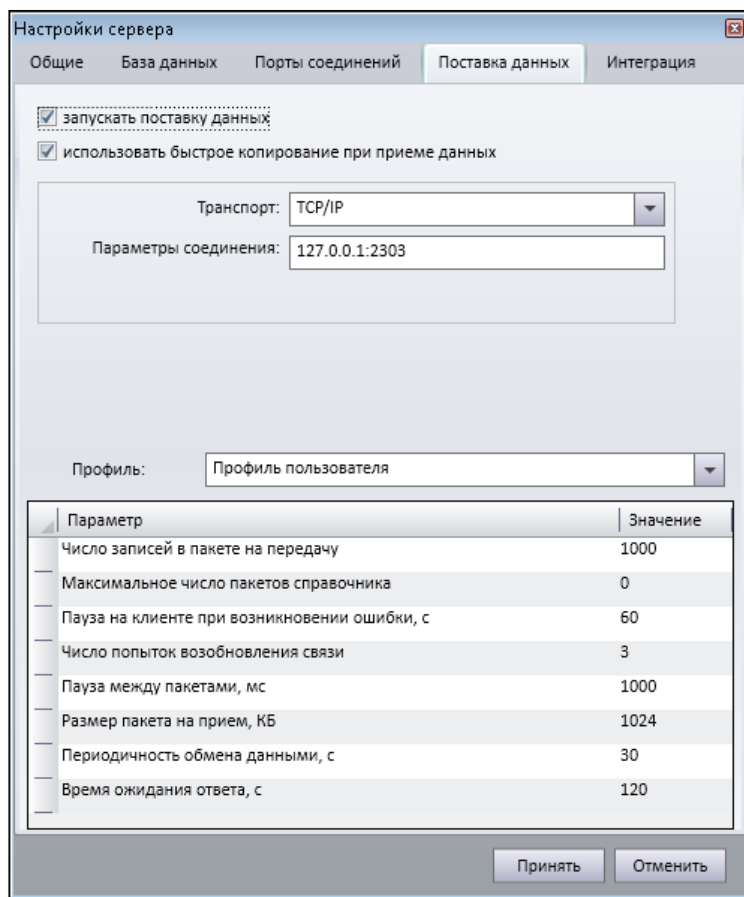 Настройки сервера
Общие База данных Порты соединений Поставка данных Интеграция
запускать поставку данных
использовать быстрое копирование при приеме данных
Транспорт: TCP/IP
Параметры соединения: 127.0.0.1:2303
Профиль: Профиль пользователя
Параметр Значение
Число записей в пакете на передачу 1000
Максимальное число пакетов справочника 0
Пауза на клиенте при возникновении ошибки, с 60
Число попыток возобновления связи 3
Пауза между пакетами, мс 1000
Размер пакета на прием, КБ 1024
Периодичность обмена данными, с 30
Время ожидания ответа, с 120
Принять Отменить